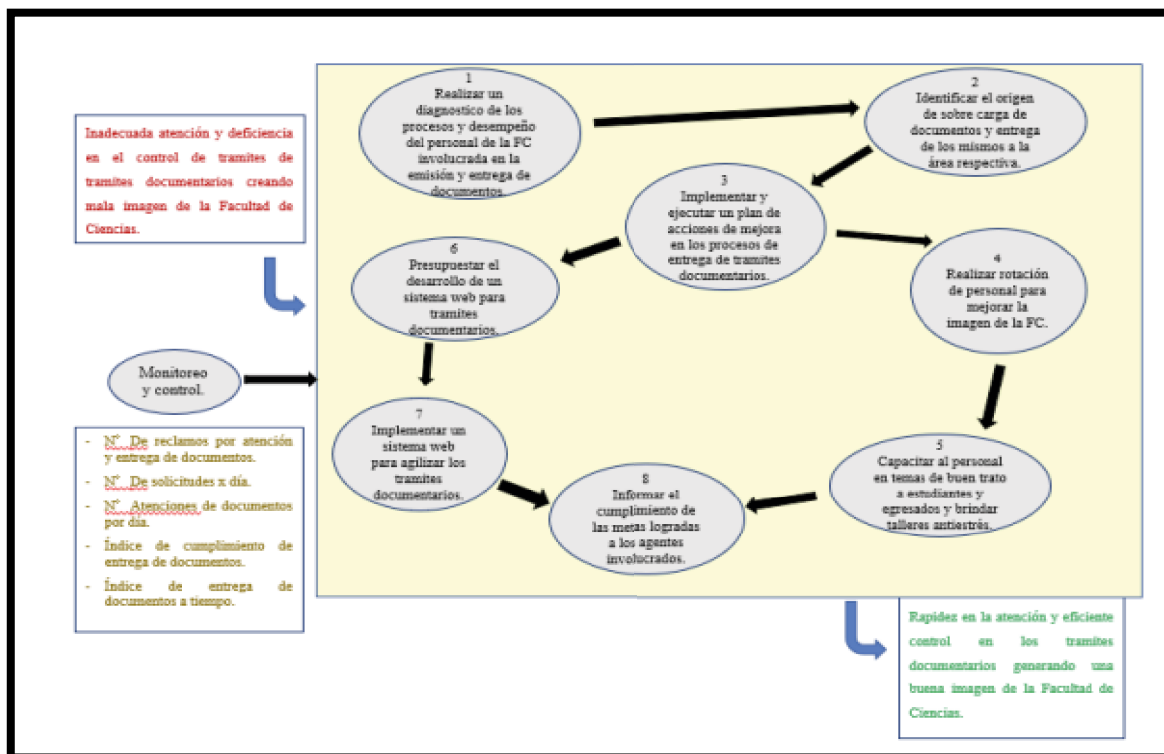 Inadecuada atención y deficiencia
en el control de tramites de
tramites documentarios creando
mala imagen de la Facultad de
Ciencias.
1
Realizar un
diagnostico de los
procesos y desempeño
del personal de la FC
involucrada en la
emisión y entrega de
documentos.
2
Identificar el origen
de sobre carga de
documentos y entrega
de los mismos a la
área respectiva.
3
Implementar y
ejecutar un plan de
acciones de mejora
en los procesos de
entrega de tramites
documentarios.
4
Realizar rotación
de personal para
mejorar la
imagen de la FC.
5
Capacitar al personal
en temas de buen trato
a estudiantes y
egresados y brindar
talleres antiestrés.
6
Presupuestar el
desarrollo de un
sistema web para
tramites
documentarios.
7
Implementar un
sistema web
para agilizar los
tramites
documentarios.
8
Informar el
cumplimiento de
las metas logradas
a los agentes
involucrados.
Monitoreo
y control.
- N° De reclamos por atención
y entrega de documentos.
- N° De solicitudes x día.
- N° Atenciones de documentos
por día.
- Índice de cumplimiento de
entrega de documentos.
- Índice de entrega de
documentos a tiempo.
Rapidez en la atención y eficiente
control en los tramites
documentarios generando una
buena imagen de la Facultad de
Ciencias.